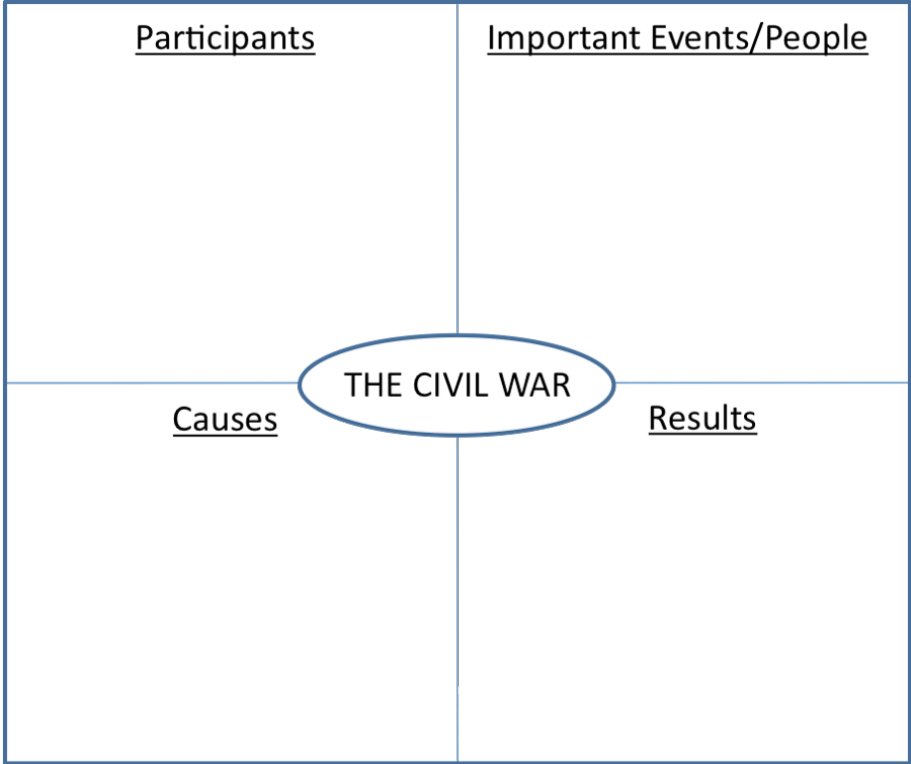 Participants
Important Events/People
THE CIVIL WAR
Causes
Results